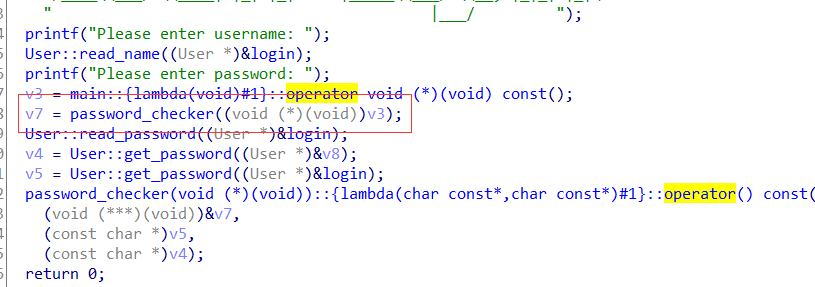 "                                        |___/          ");
printf("Please enter username: ");
User::read_name((User *)&login);
printf("Please enter password: ");
v3 = main::{lambda(void)#1}::operator void (*)(void) const();
v7 = password_checker((void (*)(void))v3);
User::read_password((User *)&login);
v4 = User::get_password((User *)&v8);
v5 = User::get_password((User *)&login);
password_checker(void (*)(void))::{lambda(char const*,char const*)#1}::operator() const(
(void (***)(void))&v7,
(const char *)v5,
(const char *)v4);
return 0;